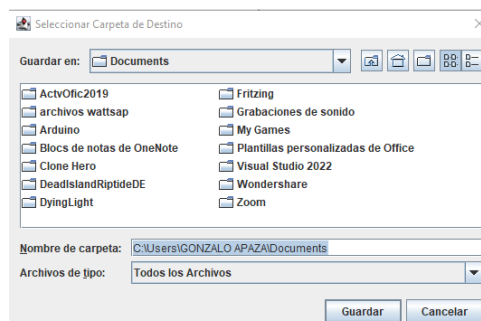 Seleccionar Carpeta de Destino
Guardar en: Documents
ActvOfic2019
archivos wattsap
Arduino
Blocs de notas de OneNote
Clone Hero
DeadIslandRiptideDE
DyingLight
Fritzing
Grabaciones de sonido
My Games
Plantillas personalizadas de Office
Visual Studio 2022
Wondershare
Zoom
Nombre de carpeta: C:\Users\GONZALO APAZA\Documents
Archivos de tipo: Todos los Archivos
Guardar Cancelar